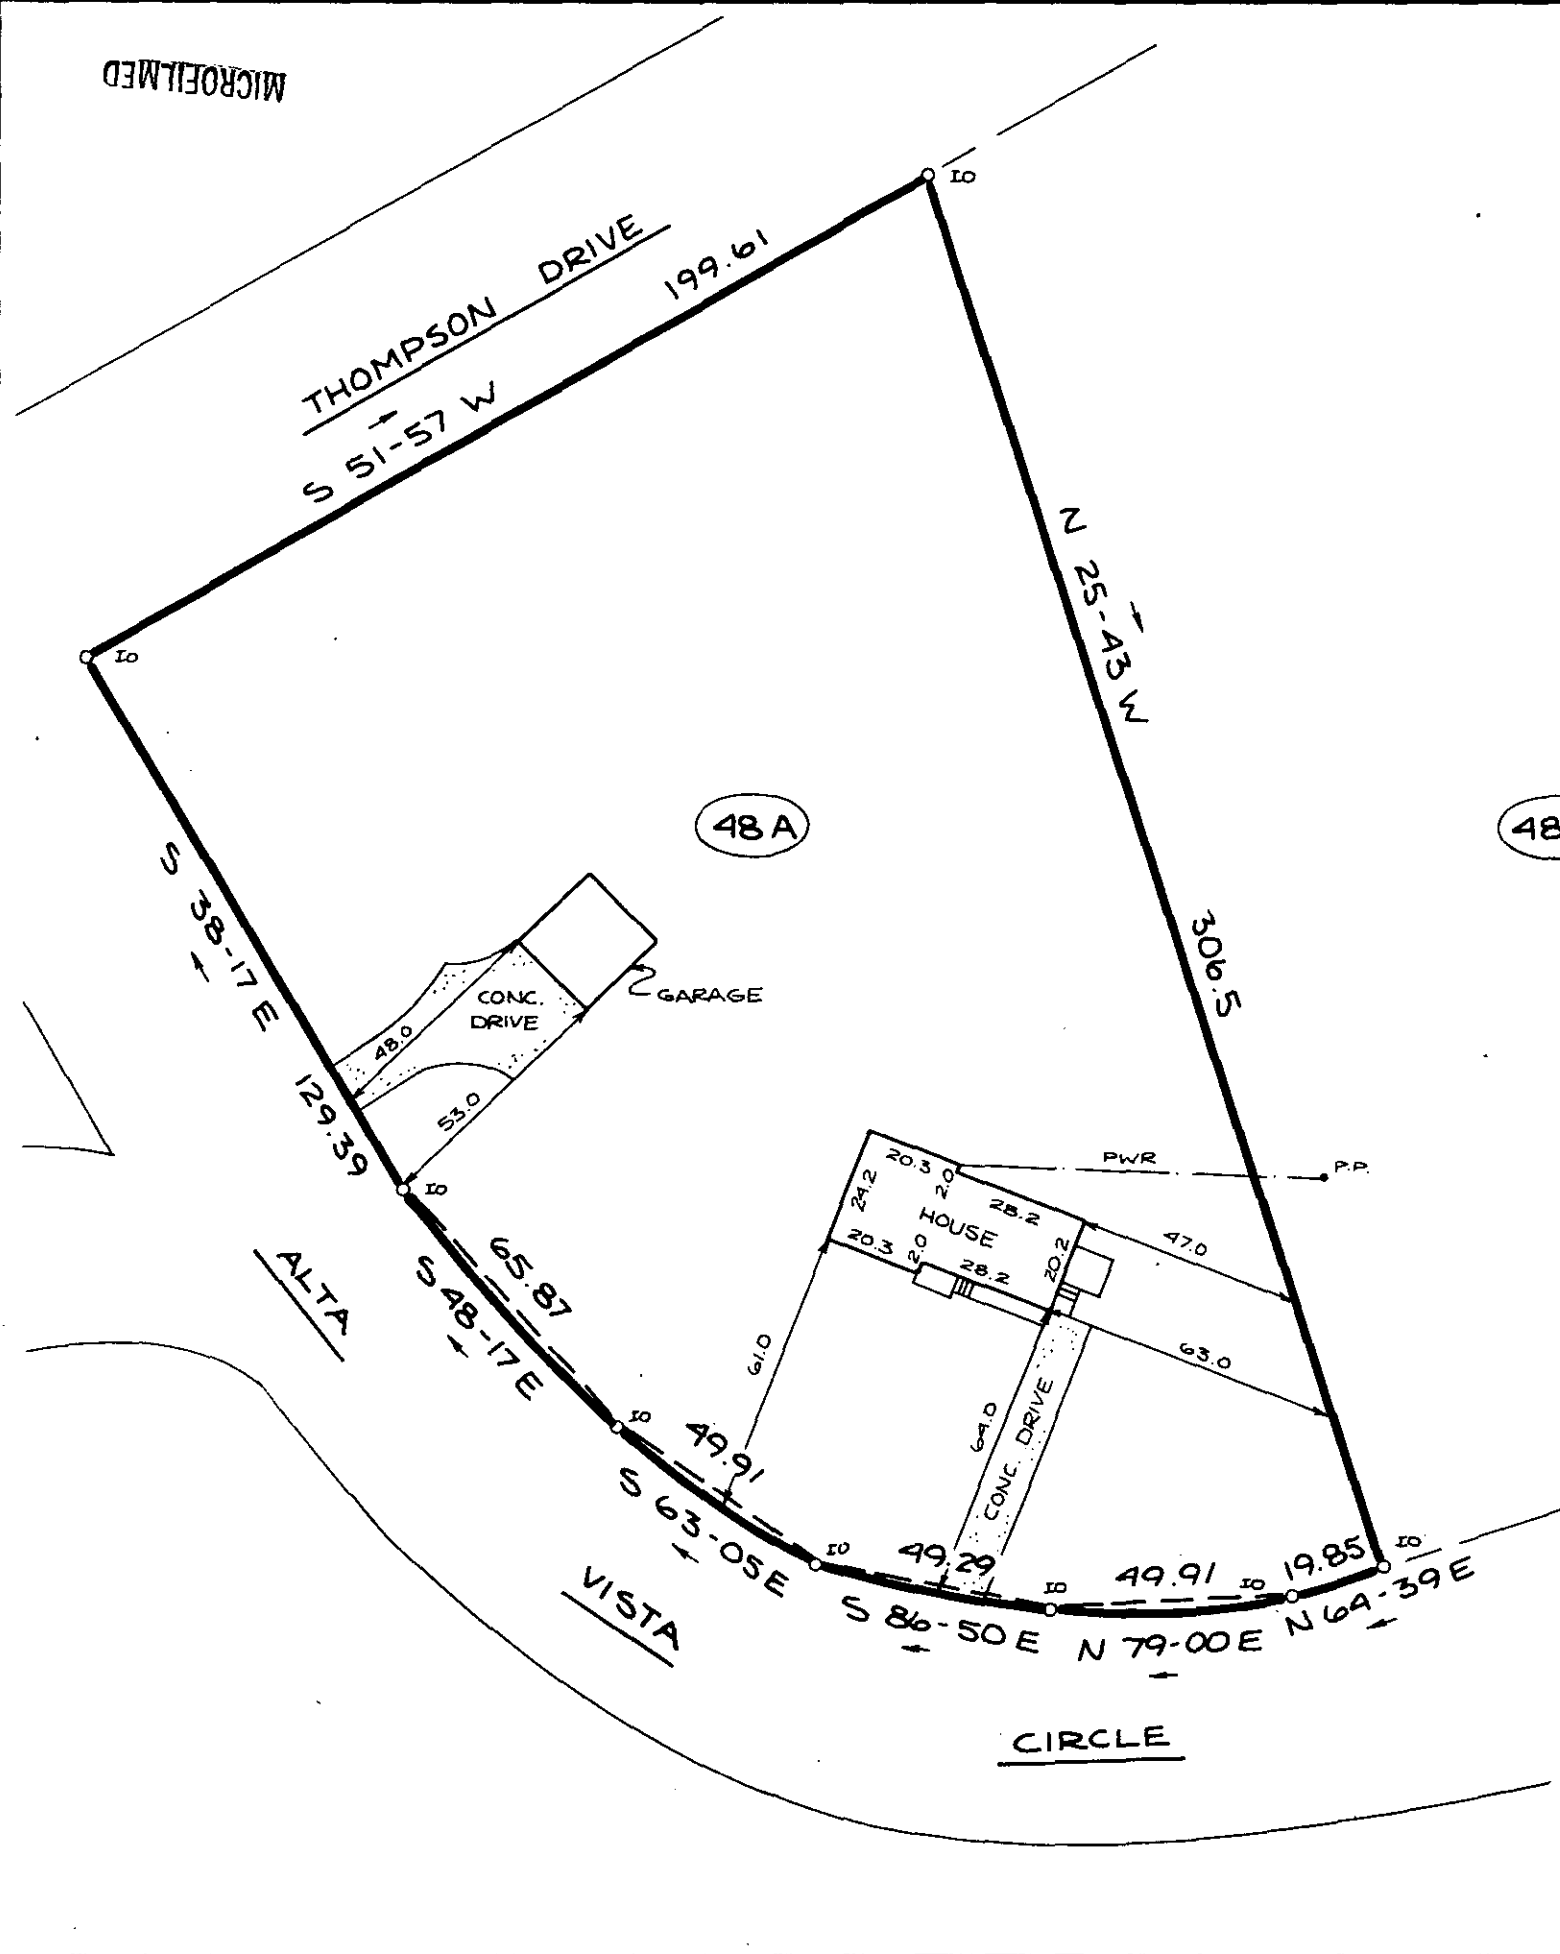 MICROFILMED
IO
THOMPSON DRIVE
199.61
S 51-57 W
IO
N 25-43 W
306.5
48 A
48
S 38-17 E
129.39
CONC.
DRIVE
48.0
53.0
GARAGE
IO
PWR
P.P.
20.3
2.0
28.2
24.2
HOUSE
20.3
2.0
28.2
20.2
47.0
63.0
61.0
64.0
CONC. DRIVE
ALTA
65.87
S 48-17 E
IO
49.91
S 63-05 E
IO
49.29
S 86-50 E
IO
49.91
N 79-00 E
IO
19.85
N 64-39 E
IO
VISTA
CIRCLE